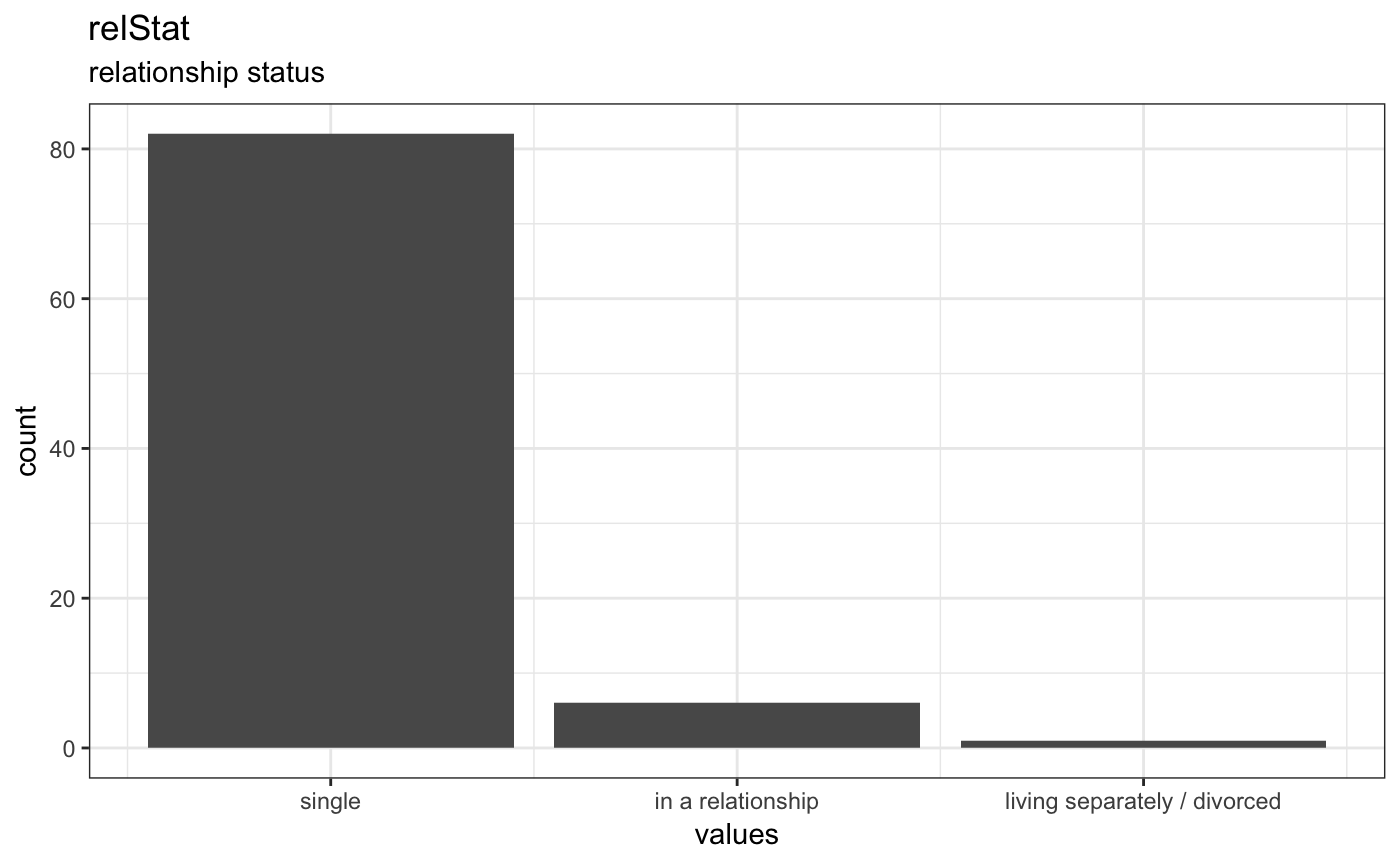 relStat
relationship status
80
60
40
20
0
count
single
in a relationship
living separately / divorced
values